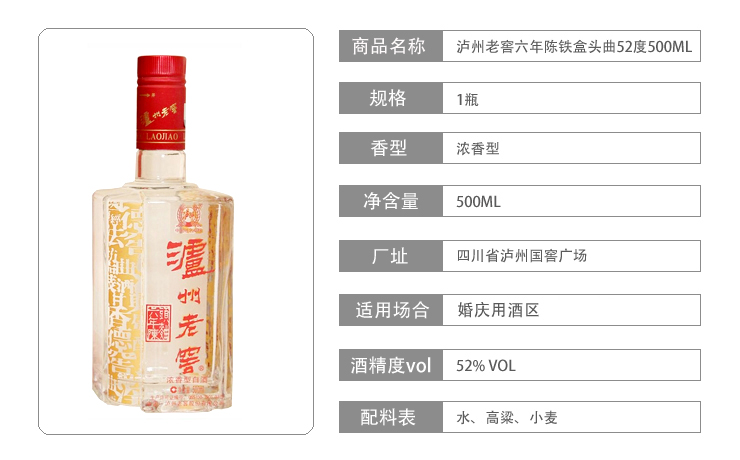 商品名称 泸州老窖六年陈铁盒头曲52度500ML
规格 1瓶
香型 浓香型
净含量 500ML
厂址 四川省泸州国窖广场
适用场合 婚庆用酒区
酒精度vol 52% VOL
配料表 水、高粱、小麦
泸州老窖
LAOJIAO
泸
州
老
窖
浓香型白酒